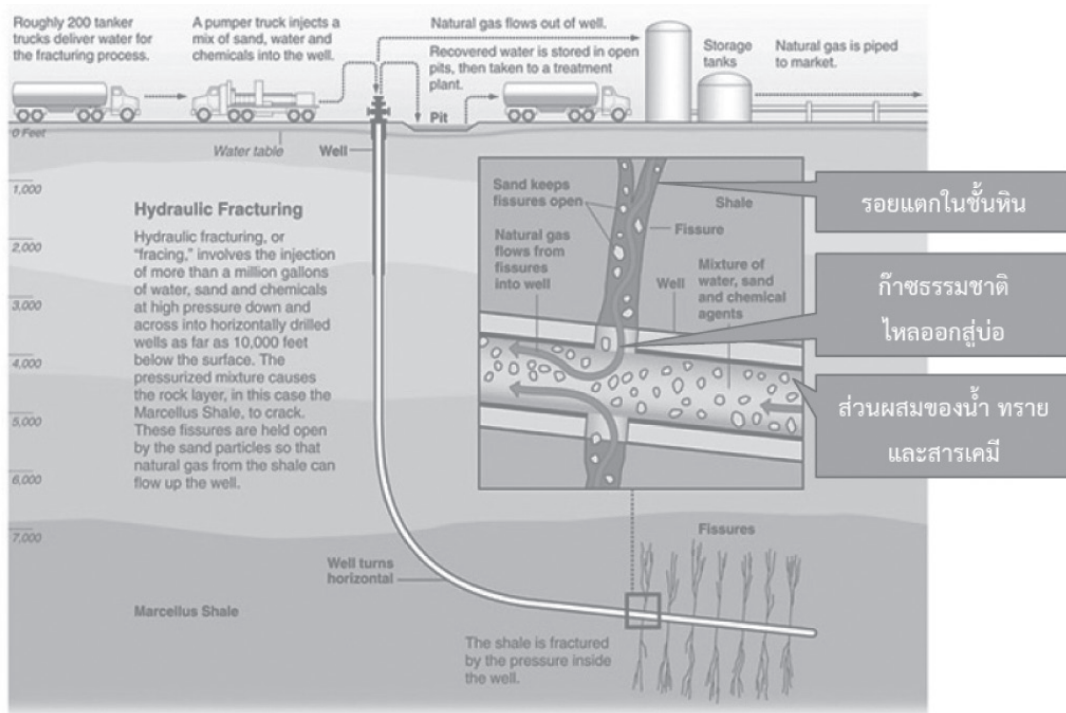 Roughly 200 tanker
trucks deliver water for
the fracturing process.
A pumper truck injects a
mix of sand, water and
chemicals into the well.
Natural gas flows out of well.
Recovered water is stored in open
pits, then taken to a treatment
plant.
Storage
tanks
Natural gas is piped
to market.
Pit
0 Feet
Water table
Well
1,000
2,000
3,000
4,000
5,000
6,000
7,000
Hydraulic Fracturing
Hydraulic fracturing, or
"fracing," involves the injection
of more than a million gallons
of water, sand and chemicals
at high pressure down and
across into horizontally drilled
wells as far as 10,000 feet
below the surface. The
pressurized mixture causes
the rock layer, in this case the
Marcellus Shale, to crack.
These fissures are held open
by the sand particles so that
natural gas from the shale can
flow up the well.
Sand keeps
fissures open
Shale
Fissure
Natural gas
flows from
fissures
into well
Well
Mixture of
water, sand
and chemical
agents
รอยแตกในชั้นหิน
ก๊าซธรรมชาติ
ไหลออกสู่บ่อ
ส่วนผสมของน้ำ ทราย
และสารเคมี
Fissures
Well turns
horizontal
Marcellus Shale
The shale is fractured
by the pressure inside
the well.